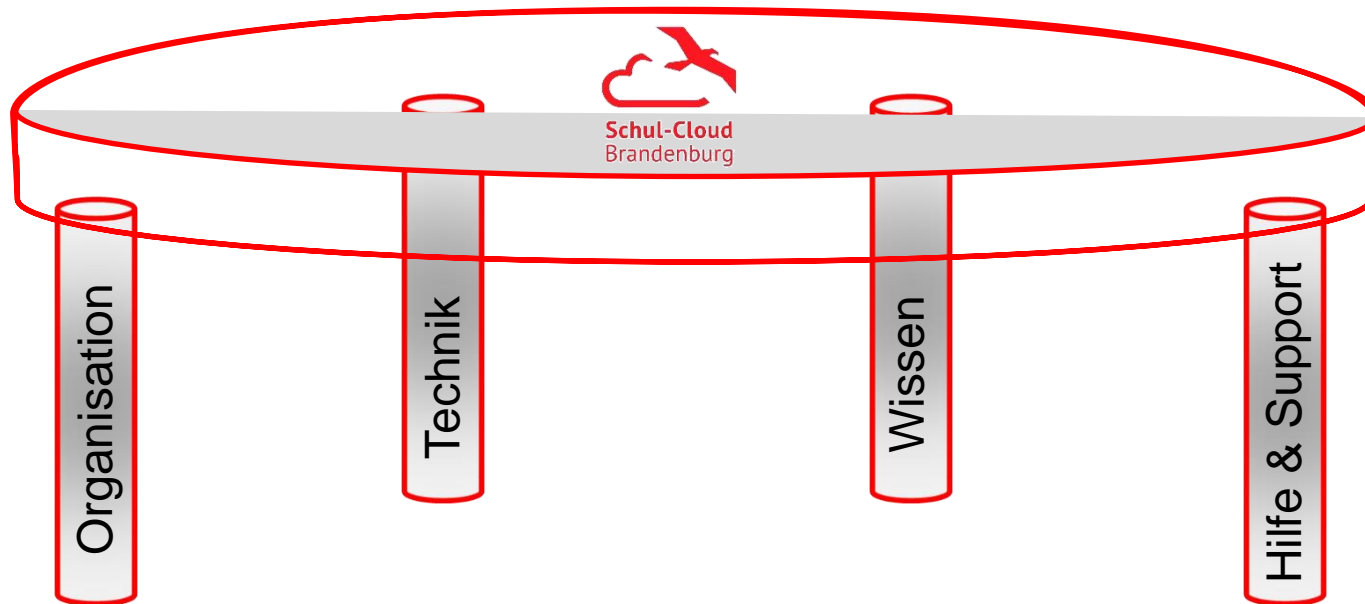 Schul-Cloud
Brandenburg
Organisation
Technik
Wissen
Hilfe & Support